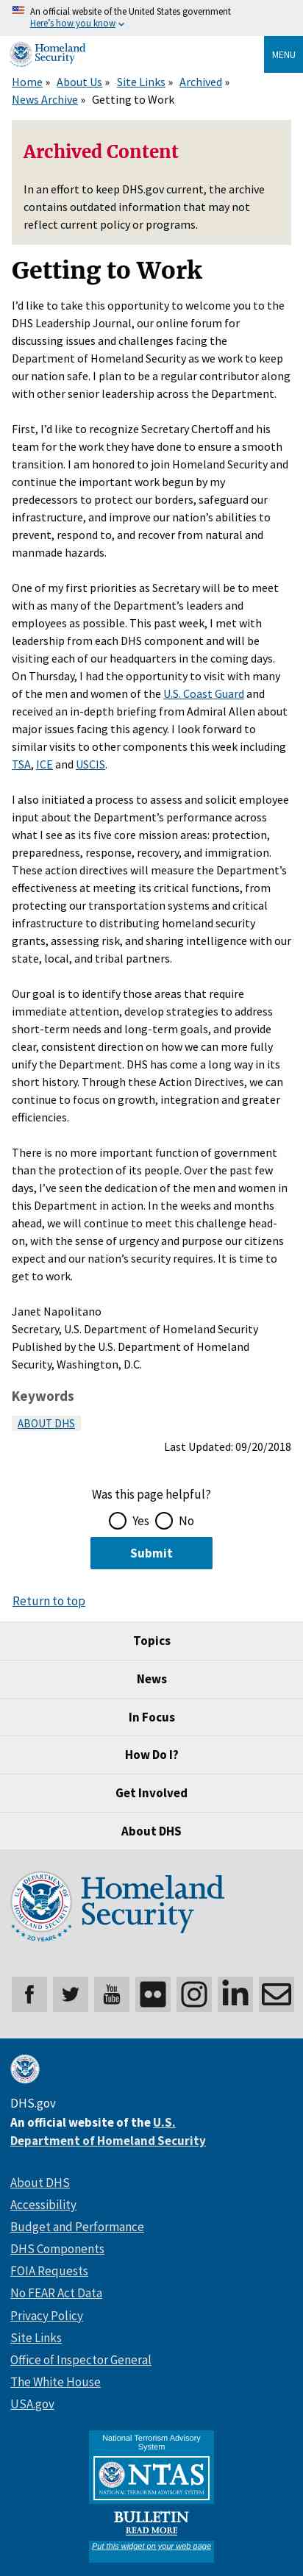 An official website of the United States government
Here's how you know
Homeland
Security
MENU
Home » About Us » Site Links » Archived »
News Archive » Getting to Work
Archived Content
In an effort to keep DHS.gov current, the archive
contains outdated information that may not
reflect current policy or programs.
Getting to Work
I'd like to take this opportunity to welcome you to the
DHS Leadership Journal, our online forum for
discussing issues and challenges facing the
Department of Homeland Security as we work to keep
our nation safe. I plan to be a regular contributor along
with other senior leadership across the Department.
First, I'd like to recognize Secretary Chertoff and his
team for the work they have done to ensure a smooth
transition. I am honored to join Homeland Security and
continue the important work begun by my
predecessors to protect our borders, safeguard our
infrastructure, and improve our nation's abilities to
prevent, respond to, and recover from natural and
manmade hazards.
One of my first priorities as Secretary will be to meet
with as many of the Department's leaders and
employees as possible. This past week, I met with
leadership from each DHS component and will be
visiting each of our headquarters in the coming days.
On Thursday, I had the opportunity to visit with many
of the men and women of the U.S. Coast Guard and
received an in-depth briefing from Admiral Allen about
major issues facing this agency. I look forward to
similar visits to other components this week including
TSA, ICE and USCIS.
I also initiated a process to assess and solicit employee
input about the Department's performance across
what I see as its five core mission areas: protection,
preparedness, response, recovery, and immigration.
These action directives will measure the Department's
effectiveness at meeting its critical functions, from
protecting our transportation systems and critical
infrastructure to distributing homeland security
grants, assessing risk, and sharing intelligence with our
state, local, and tribal partners.
Our goal is to identify those areas that require
immediate attention, develop strategies to address
short-term needs and long-term goals, and provide
clear, consistent direction on how we can more fully
unify the Department. DHS has come a long way in its
short history. Through these Action Directives, we can
continue to focus on growth, integration and greater
efficiencies.
There is no more important function of government
than the protection of its people. Over the past few
days, I've seen the dedication of the men and women in
this Department in action. In the weeks and months
ahead, we will continue to meet this challenge head-
on, with the sense of urgency and purpose our citizens
expect and our nation's security requires. It is time to
get to work.
Janet Napolitano
Secretary, U.S. Department of Homeland Security
Published by the U.S. Department of Homeland
Security, Washington, D.C.
Keywords
ABOUT DHS
Last Updated: 09/20/2018
Was this page helpful?
Yes No
Submit
Return to top
Topics
News
In Focus
How Do I?
Get Involved
About DHS
Homeland
Security
20 YEARS
You
Tube
DHS.gov
An official website of the U.S.
Department of Homeland Security
About DHS
Accessibility
Budget and Performance
DHS Components
FOIA Requests
No FEAR Act Data
Privacy Policy
Site Links
Office of Inspector General
The White House
USA.gov
National Terrorism Advisory
System
NTAS
NATIONAL TERRORISM ADVISORY SYSTEM
BULLETIN
READ MORE
Put this widget on your web page